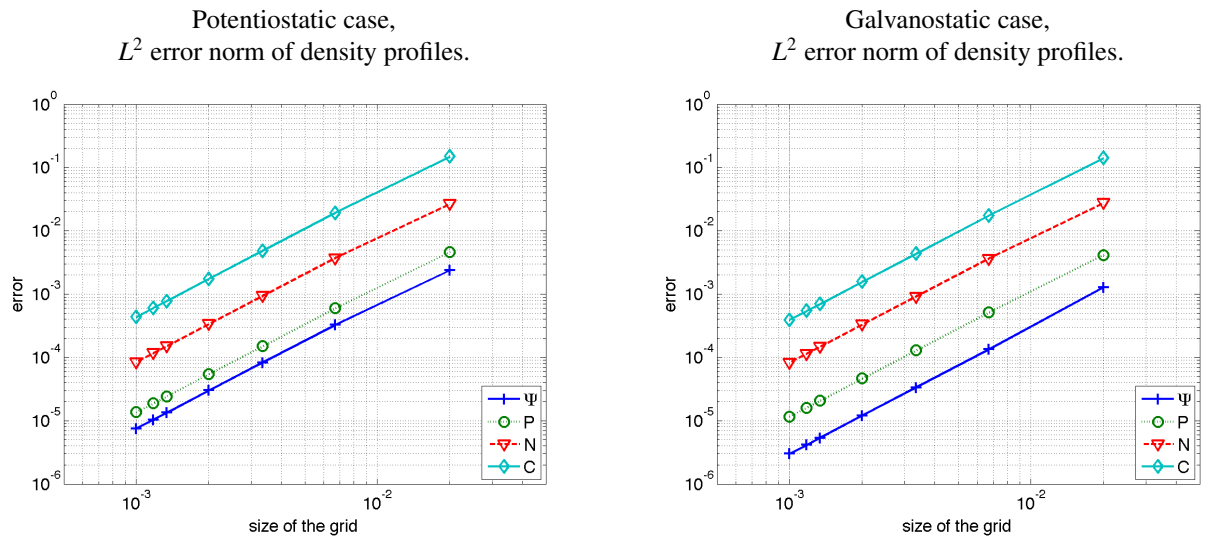 Potentiostatic case,
L² error norm of density profiles.
10⁰
10⁻¹
10⁻²
10⁻³
10⁻⁴
10⁻⁵
10⁻⁶
error
10⁻³
10⁻²
size of the grid
Ψ
P
N
C
Galvanostatic case,
L² error norm of density profiles.
10⁰
10⁻¹
10⁻²
10⁻³
10⁻⁴
10⁻⁵
10⁻⁶
error
10⁻³
10⁻²
size of the grid
Ψ
P
N
C